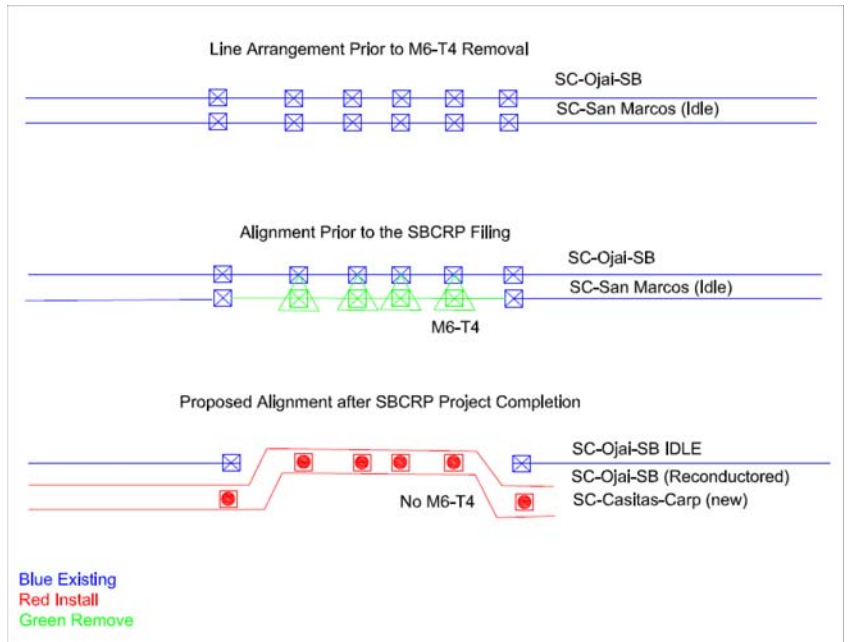 Line Arrangement Prior to M6-T4 Removal
SC-Ojai-SB
SC-San Marcos (Idle)
Alignment Prior to the SBCRP Filing
SC-Ojai-SB
SC-San Marcos (Idle)
M6-T4
Proposed Alignment after SBCRP Project Completion
SC-Ojai-SB IDLE
SC-Ojai-SB (Reconductored)
No M6-T4
SC-Casitas-Carp (new)
Blue Existing
Red Install
Green Remove